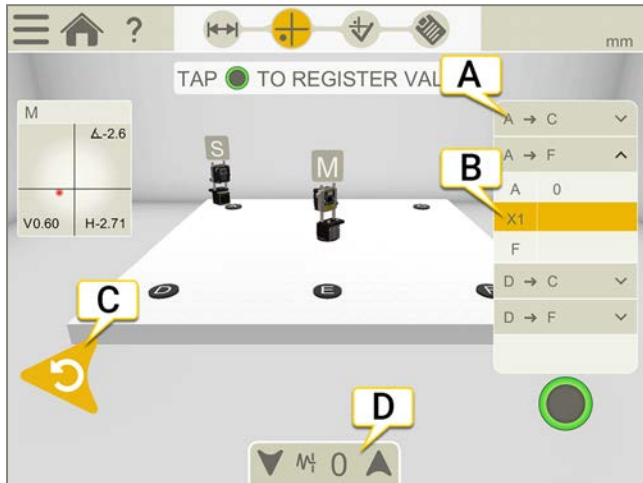 ?
mm
TAP TO REGISTER VAL
A
A → C
A → F
A 0
B
X1
F
D → C
D → F
M
∡-2.6
V0.60 H-2.71
S
M
D
E
F
C
D
0